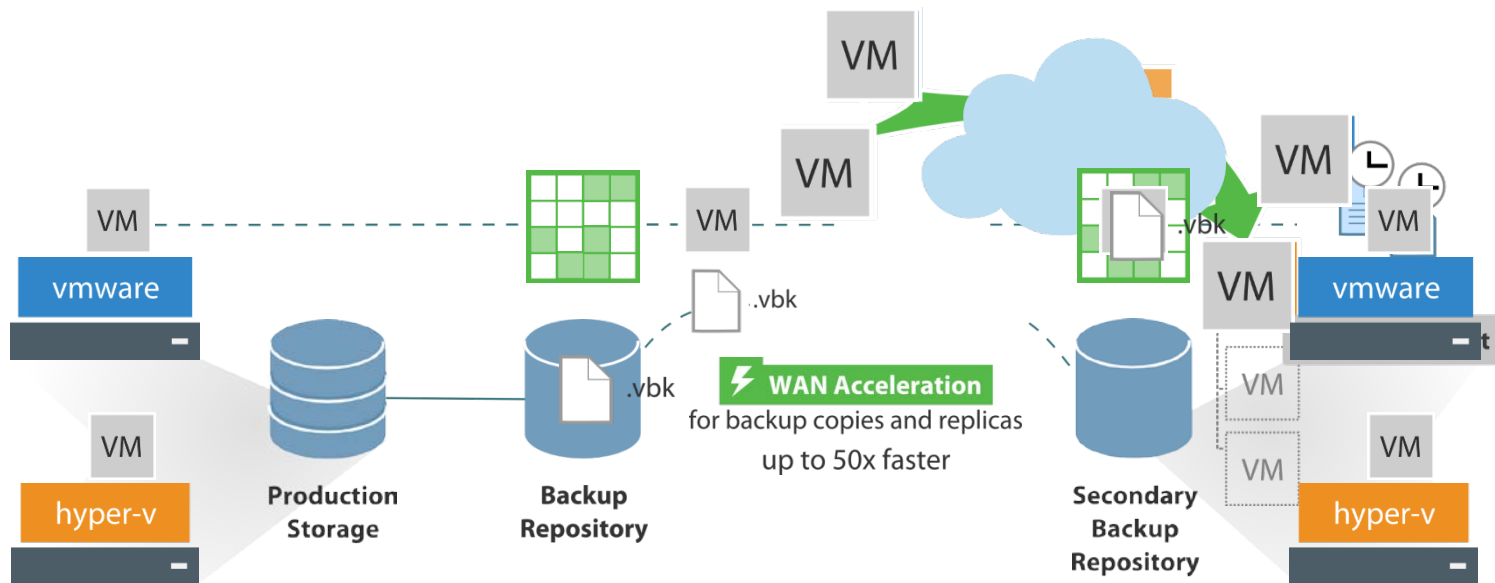 VM
VM
VM
VM
VM
VM
.vbk
vmware
VM
vmware
.vbk
t
.vbk
WAN Acceleration
for backup copies and replicas
up to 50x faster
VM
VM
VM
VM
hyper-v
Production
Storage
Backup
Repository
Secondary
Backup
Repository
hyper-v